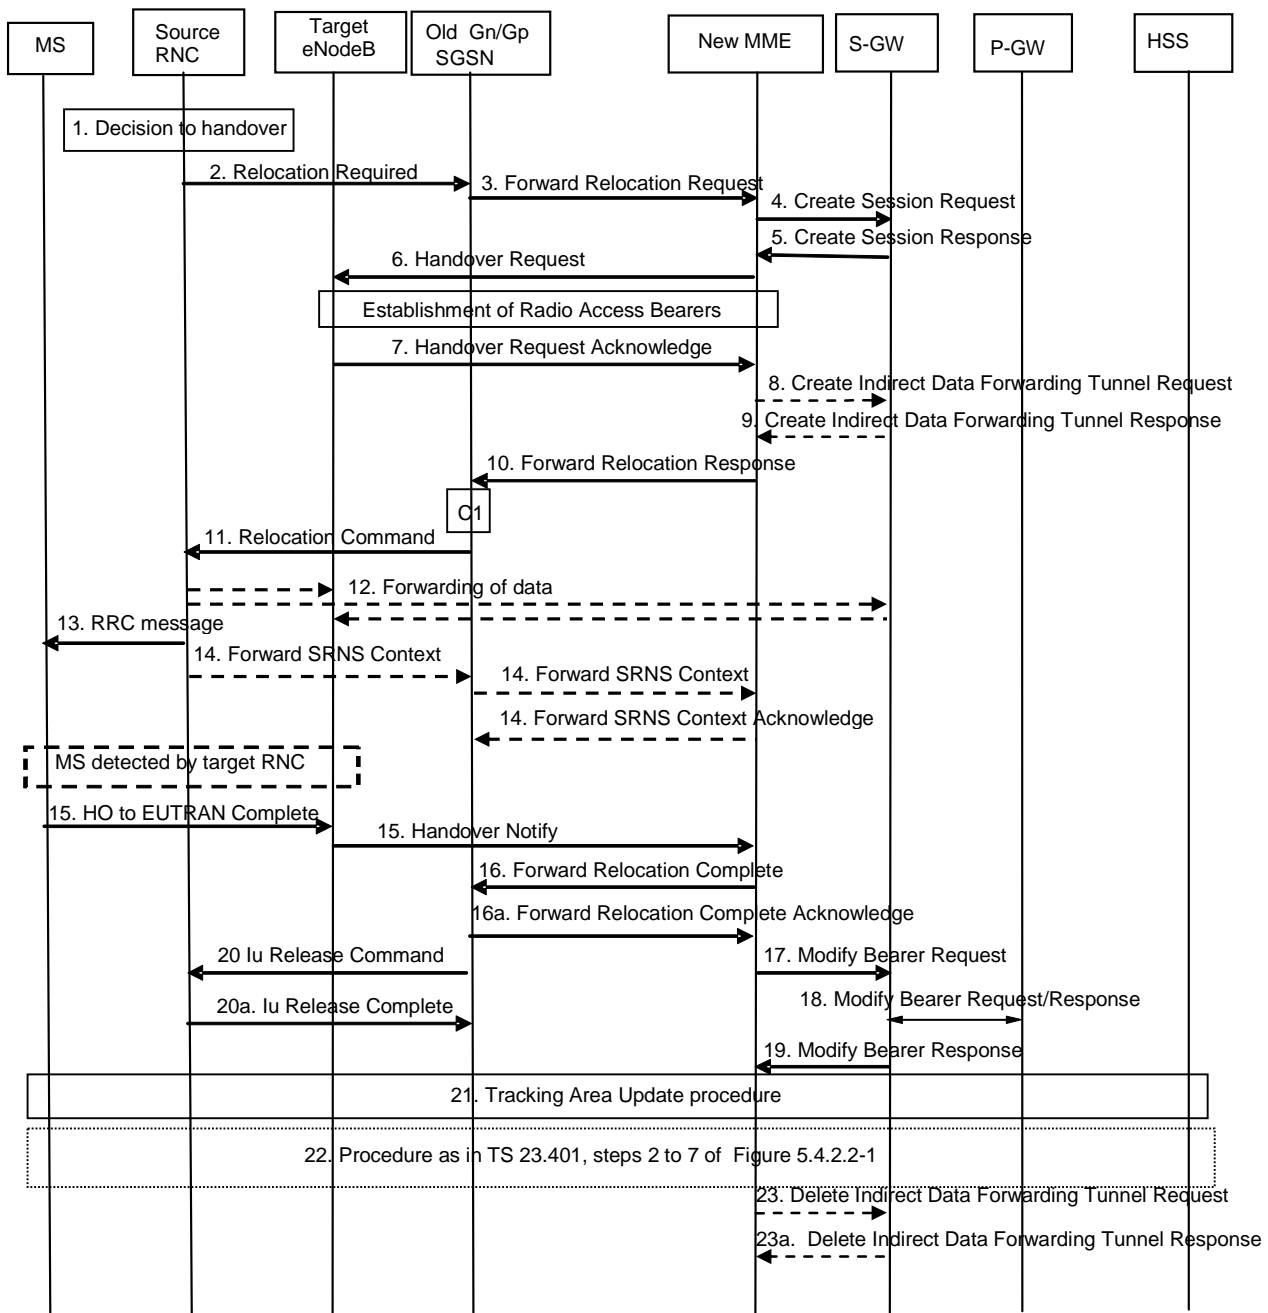 MS
Source
RNC
Target
eNodeB
Old Gn/Gp
SGSN
New MME
S-GW
P-GW
HSS
1. Decision to handover
2. Relocation Required
3. Forward Relocation Request
4. Create Session Request
5. Create Session Response
6. Handover Request
Establishment of Radio Access Bearers
7. Handover Request Acknowledge
8. Create Indirect Data Forwarding Tunnel Request
9. Create Indirect Data Forwarding Tunnel Response
10. Forward Relocation Response
C1
11. Relocation Command
12. Forwarding of data
13. RRC message
14. Forward SRNS Context
14. Forward SRNS Context
14. Forward SRNS Context Acknowledge
MS detected by target RNC
15. HO to EUTRAN Complete
15. Handover Notify
16. Forward Relocation Complete
16a. Forward Relocation Complete Acknowledge
20 Iu Release Command
17. Modify Bearer Request
20a. Iu Release Complete
18. Modify Bearer Request/Response
19. Modify Bearer Response
21. Tracking Area Update procedure
22. Procedure as in TS 23.401, steps 2 to 7 of Figure 5.4.2.2-1
23. Delete Indirect Data Forwarding Tunnel Request
23a. Delete Indirect Data Forwarding Tunnel Response